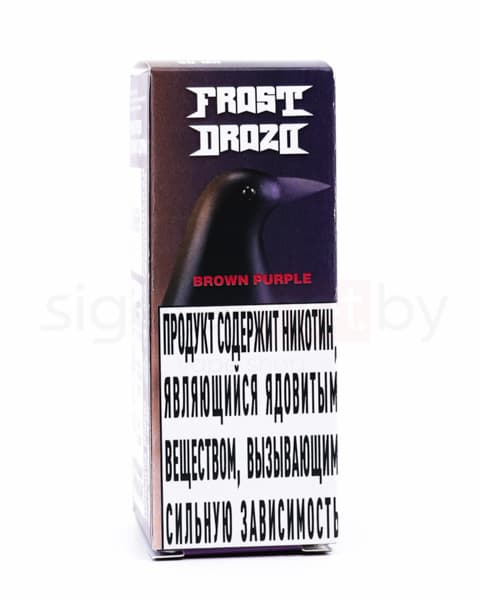 FROST
DROZD
BROWN PURPLE
ПРОДУКТ СОДЕРЖИТ НИКОТИН,
ЯВЛЯЮЩИЙСЯ ЯДОВИТЫМ
ВЕЩЕСТВОМ, ВЫЗЫВАЮЩИМ
СИЛЬНУЮ ЗАВИСИМОСТЬ